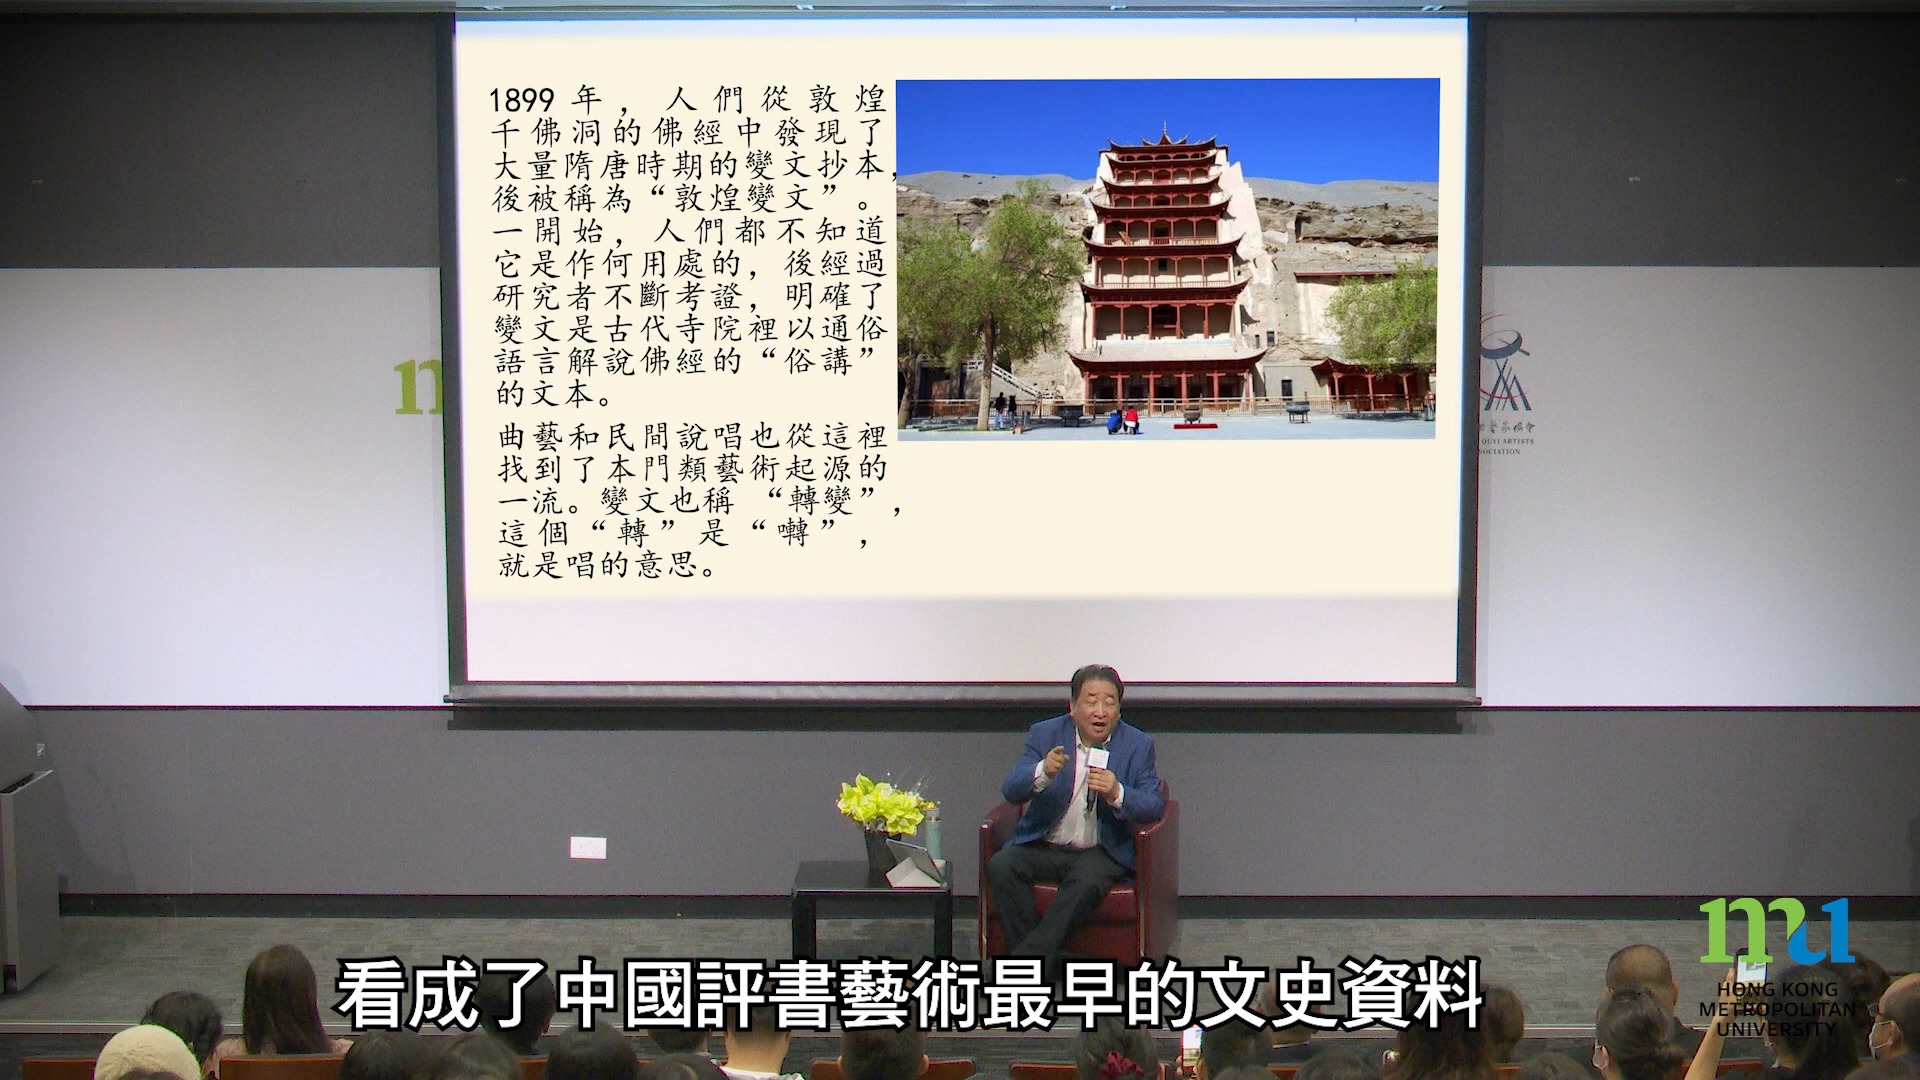 1899 年 , 人 們 從 敦 煌
千佛洞的佛經中發現了
大量隋唐時期的變文抄本,
後被稱為“敦煌變文”。
一開始, 人們都不知道
它是作何用處的, 後經過
研究者不斷考證, 明確了
變文是古代寺院裡以通俗
語言解說佛經的“俗講”
的文本。
曲藝和民間說唱也從這裡
找到了本門類藝術起源的
一流。變文也稱 “轉變”,
這個“轉”是“囀”,
就是唱的意思。
QUYI ARTISTS
看成了中國評書藝術最早的文史資料
mu
HONG KONG
METROPOLITAN
UNIVERSITY